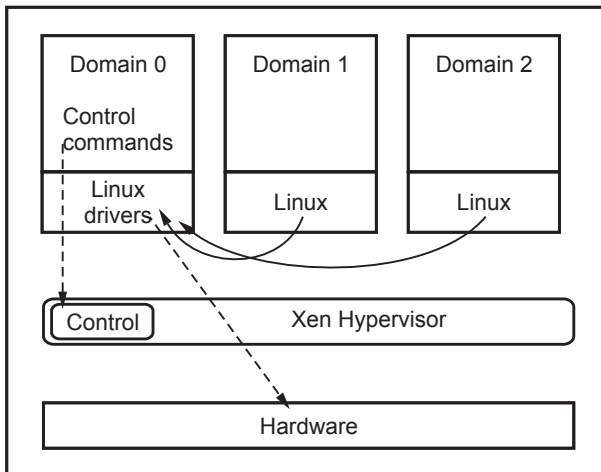 Domain 0
Domain 1
Domain 2
Control
commands
Linux
drivers
Linux
Linux
Control
Xen Hypervisor
Hardware